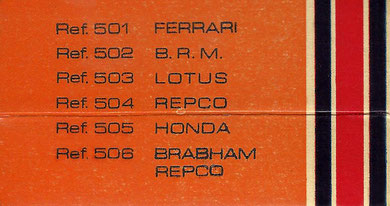 Ref. 501 FERRARI
Ref. 502 B.R.M.
Ref. 503 LOTUS
Ref. 504 REPCO
Ref. 505 HONDA
Ref. 506 BRABHAM
REPCO